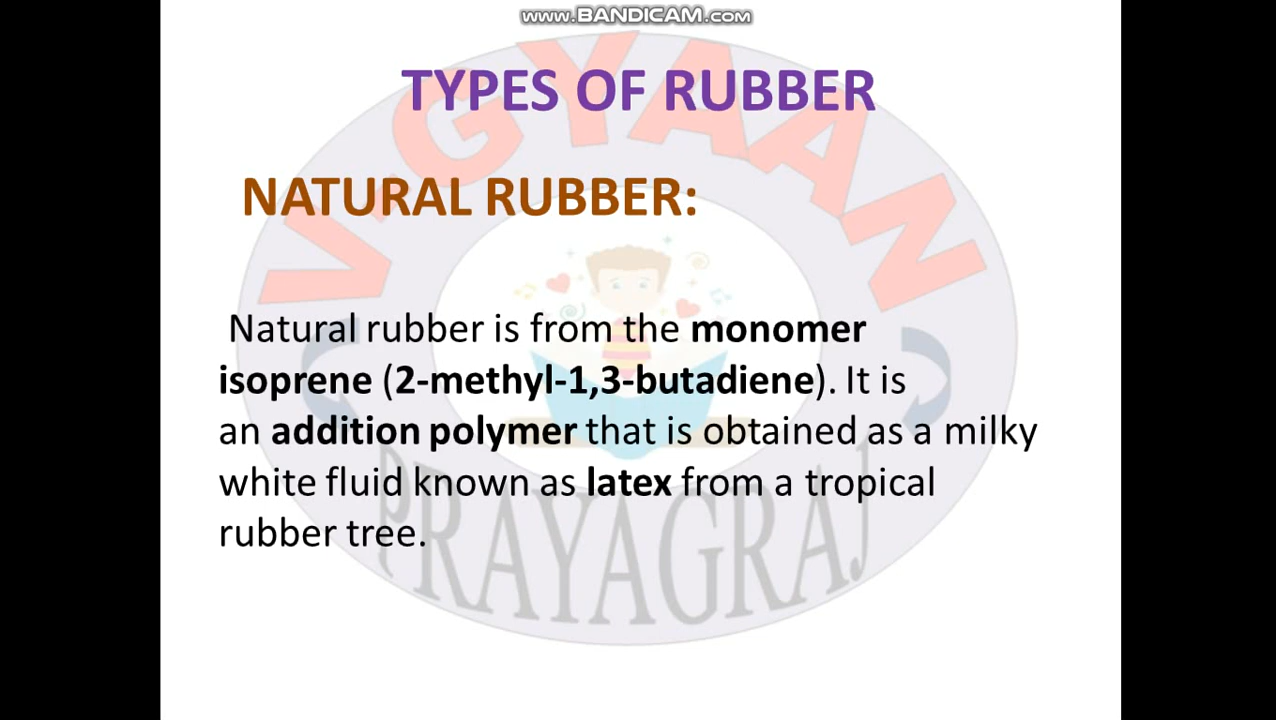 www.BANDICAM.com
TYPES OF RUBBER
V-GYAAN
NATURAL RUBBER:
Natural rubber is from the monomer
isoprene (2-methyl-1,3-butadiene). It is
an addition polymer that is obtained as a milky
white fluid known as latex from a tropical
rubber tree.
PRAYAGRAJ